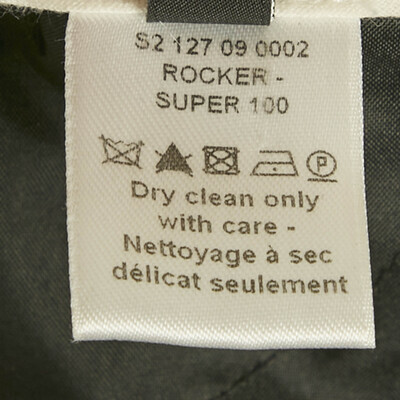 S2 127 09 0002
ROCKER -
SUPER 100
P
Dry clean only
with care -
Nettoyage à sec
délicat seulement